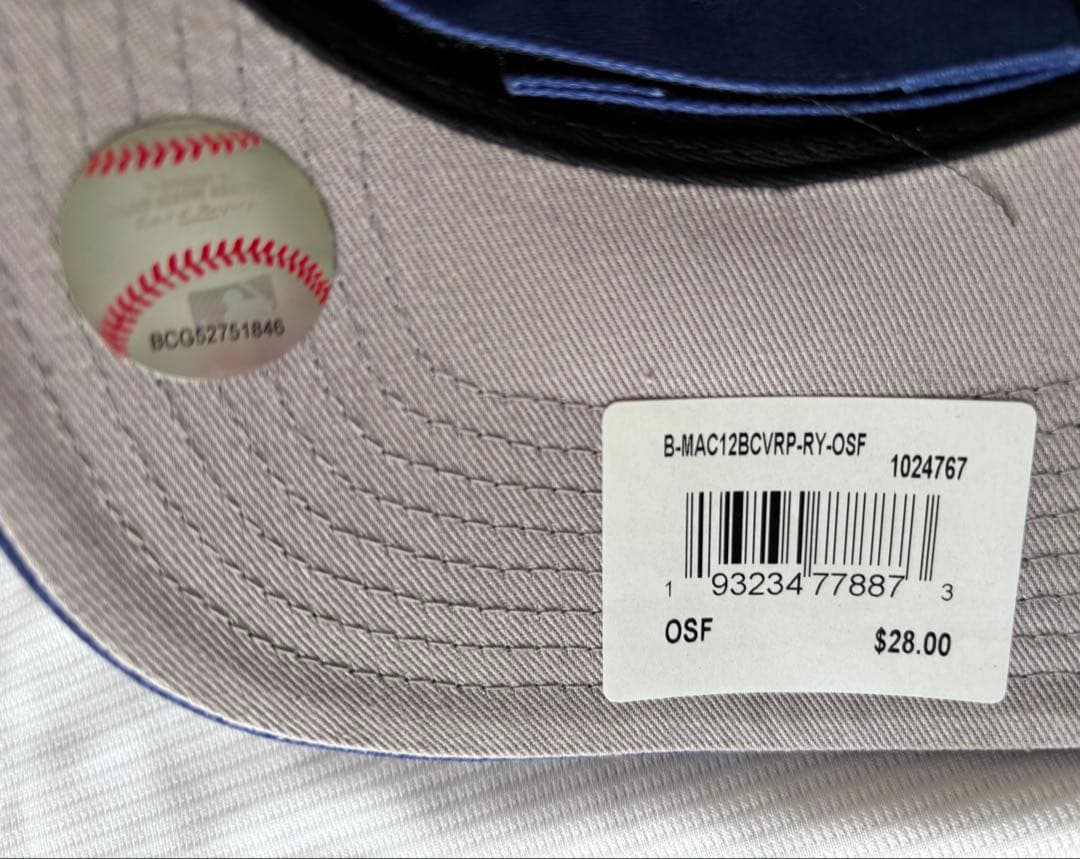 BCG52751846
B-MAC12BCVRP-RY-OSF
1024767
1 93234 77887 3
OSF
$28.00